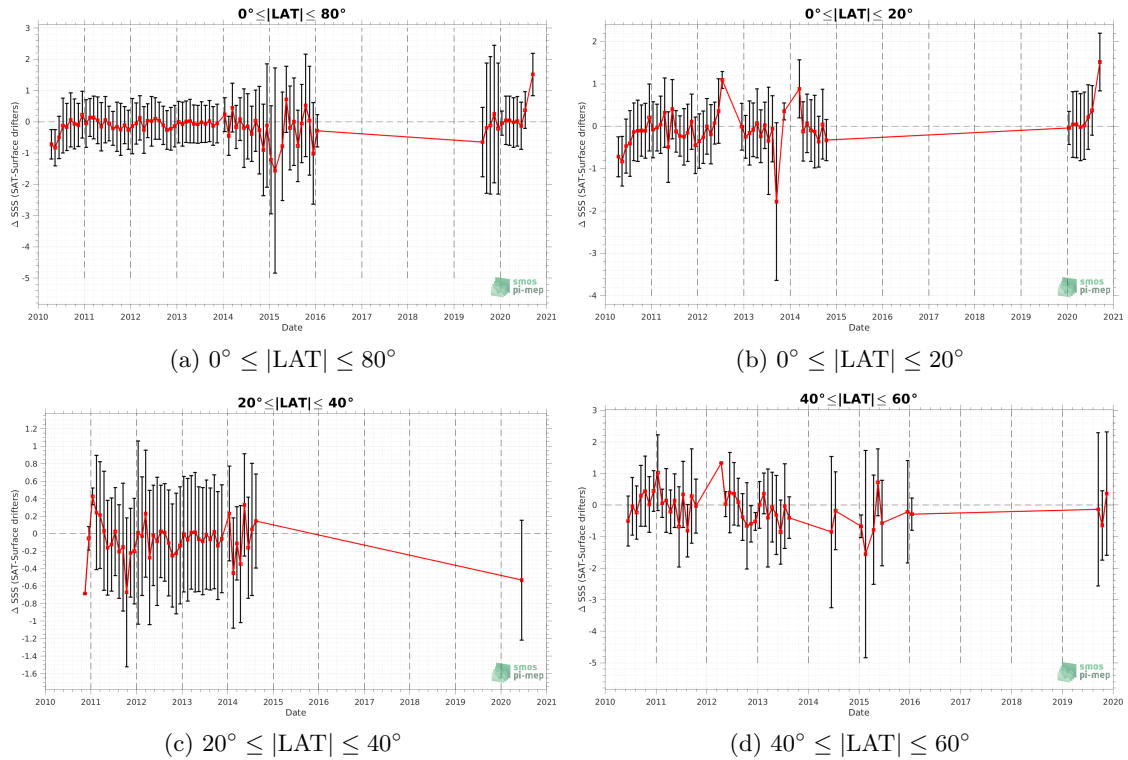 0°≤|LAT|≤ 80°
Δ SSS (SAT-Surface drifters)
3
2
1
0
-1
-2
-3
-4
-5
2010 2011 2012 2013 2014 2015 2016 2017 2018 2019 2020 2021
Date
smos
pi-mep
(a) 0° ≤ |LAT| ≤ 80°
0°≤|LAT|≤ 20°
Δ SSS (SAT-Surface drifters)
2
1
0
-1
-2
-3
-4
2010 2011 2012 2013 2014 2015 2016 2017 2018 2019 2020 2021
Date
smos
pi-mep
(b) 0° ≤ |LAT| ≤ 20°
20°≤|LAT|≤ 40°
Δ SSS (SAT-Surface drifters)
1.2
1
0.8
0.6
0.4
0.2
0
-0.2
-0.4
-0.6
-0.8
-1
-1.2
-1.4
-1.6
2010 2011 2012 2013 2014 2015 2016 2017 2018 2019 2020 2021
Date
smos
pi-mep
(c) 20° ≤ |LAT| ≤ 40°
40°≤|LAT|≤ 60°
Δ SSS (SAT-Surface drifters)
3
2
1
0
-1
-2
-3
-4
-5
2010 2011 2012 2013 2014 2015 2016 2017 2018 2019 2020
Date
smos
pi-mep
(d) 40° ≤ |LAT| ≤ 60°